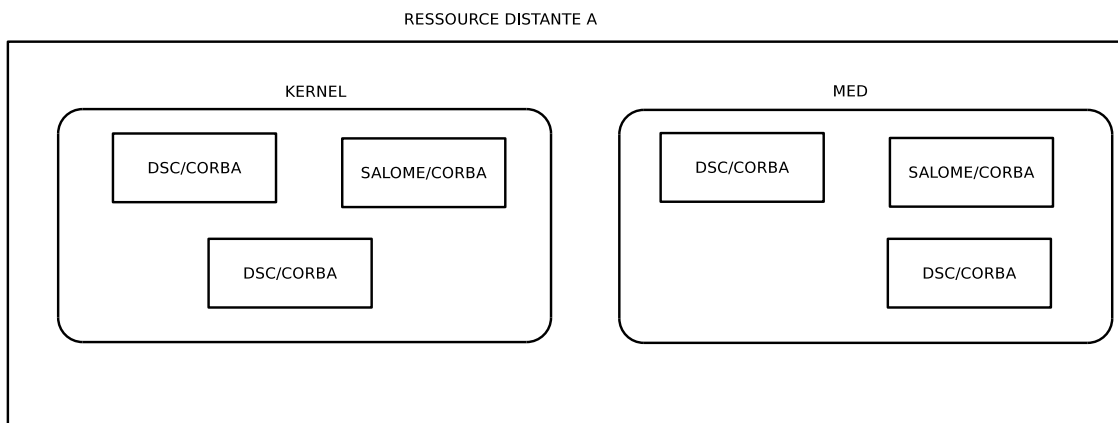 RESSOURCE DISTANTE A
KERNEL
DSC/CORBA
SALOME/CORBA
DSC/CORBA
MED
DSC/CORBA
SALOME/CORBA
DSC/CORBA